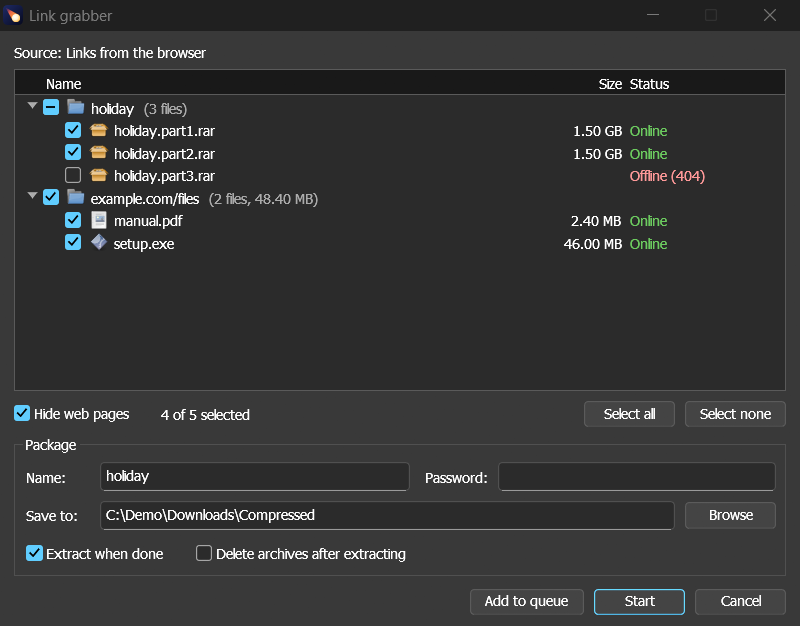 Link grabber
Source: Links from the browser
Name Size Status
holiday (3 files)
holiday.part1.rar 1.50 GB Online
holiday.part2.rar 1.50 GB Online
holiday.part3.rar Offline (404)
example.com/files (2 files, 48.40 MB)
manual.pdf 2.40 MB Online
setup.exe 46.00 MB Online
Hide web pages 4 of 5 selected Select all Select none
Package
Name: holiday Password:
Save to: C:\Demo\Downloads\Compressed Browse
Extract when done Delete archives after extracting
Add to queue Start Cancel